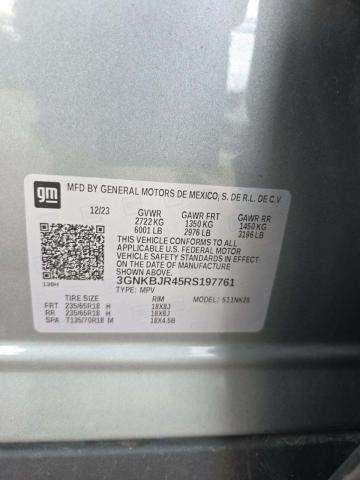 gm
MFD BY GENERAL MOTORS DE MEXICO, S. DE R.L. DE C.V.
12/23 GVWR GAWR FRT GAWR RR
2722 KG 1350 KG 1450 KG
6001 LB 2976 LB 3196 LB
THIS VEHICLE CONFORMS TO ALL
APPLICABLE U.S. FEDERAL MOTOR
VEHICLE SAFETY STANDARDS IN
EFFECT ON THE DATE OF
MANUFACTURE SHOWN ABOVE.
3GNKBJR45RS197761
TYPE: MPV MODEL:
TIRE SIZE RIM
FRT 235/65R18 H 18X8J
RR 235/65R18 H 18X8J
SPA T135/70R18 M 18X4.5B